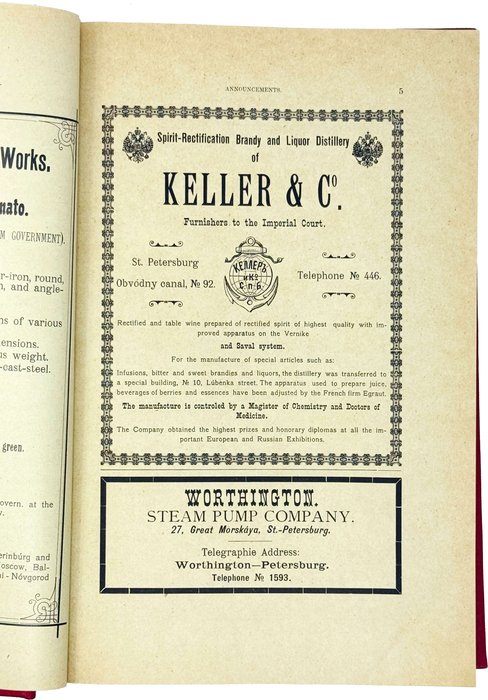 Works.
nato.
M GOVERNMENT).
r-iron, round,
n, and angle-
ns of various
ensions.
us weight.
-cast-steel.
green.
overn. at the
y.
erinbúrg and
oscow, Bal-
ni-Nóvgorod
ANNOUNCEMENTS. 5
Spirit-Rectification Brandy and Liquor Distillery
of
KELLER & Cº.
Furnishers to the Imperial Court.
St. Petersburg
Obvódny canal, № 92.
КЕЛЛЕРЪ
и Кº
С.п.Б.
Telephone № 446.
Rectified and table wine prepared of rectified spirit of highest quality with im-
proved apparatus on the Vernike
and Saval system.
For the manufacture of special articles such as:
Infusions, bitter and sweet brandies and liquers, the distillery was transferred to
a special building, № 10, Lúbénka street. The apparatus used to prepare juice,
beverages of berries and essences have been adjusted by the French firm Egraut.
The manufacture is controled by a Magister of Chemistry and Doctors of
Medicine.
The Company obtained the highest prizes and honorary diplomas at all the im-
portant European and Russian Exhibitions.
WORTHINGTON.
STEAM PUMP COMPANY.
27, Great Morskáya, St.-Petersburg.
Telegraphie Address:
Worthington—Petersburg.
Telephone № 1593.